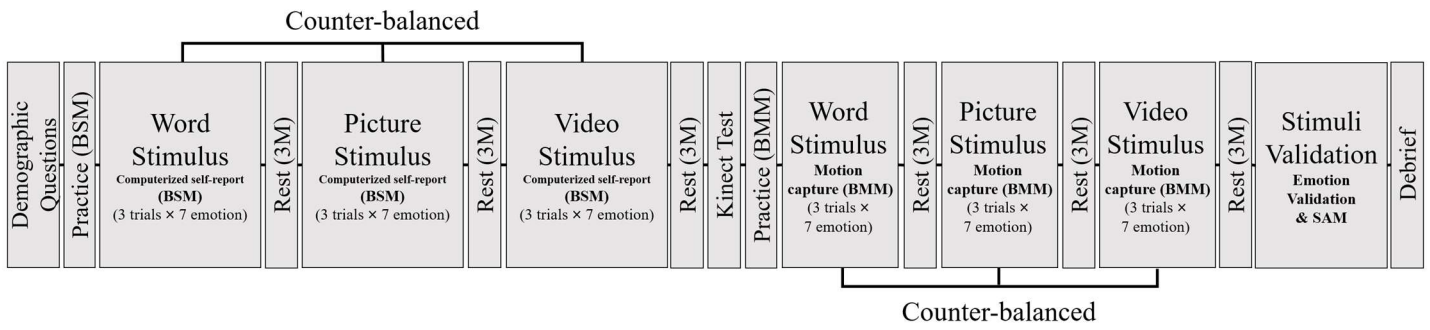 Counter-balanced
Demographic
Questions
Practice (BSM)
Word
Stimulus
Computerized self-report
(BSM)
(3 trials × 7 emotion)
Rest (3M)
Picture
Stimulus
Computerized self-report
(BSM)
(3 trials × 7 emotion)
Rest (3M)
Video
Stimulus
Computerized self-report
(BSM)
(3 trials × 7 emotion)
Rest (3M)
Kinect Test
Practice (BMM)
Word
Stimulus
Motion
capture (BMM)
(3 trials ×
7 emotion)
Rest (3M)
Picture
Stimulus
Motion
capture (BMM)
(3 trials ×
7 emotion)
Rest (3M)
Video
Stimulus
Motion
capture (BMM)
(3 trials ×
7 emotion)
Rest (3M)
Stimuli
Validation
Emotion
Validation
& SAM
Debrief
Counter-balanced